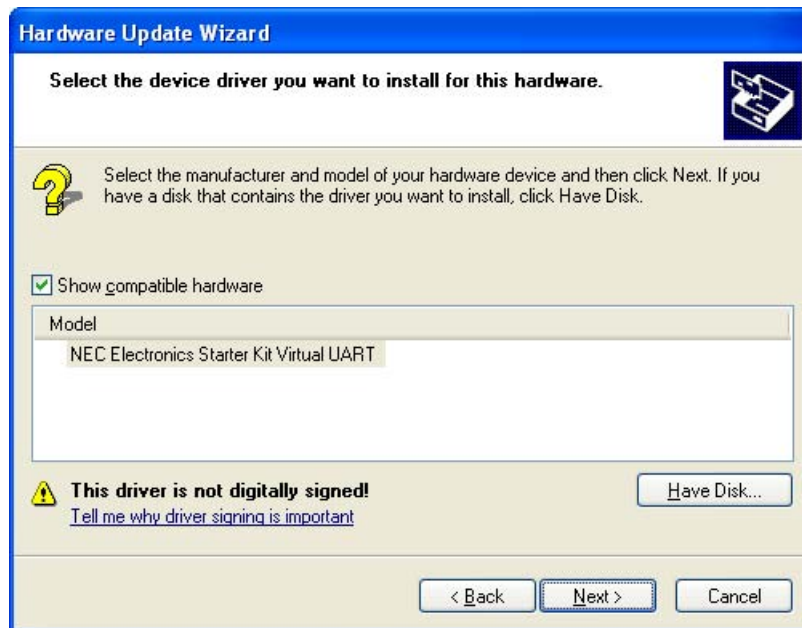 Hardware Update Wizard
Select the device driver you want to install for this hardware.
Select the manufacturer and model of your hardware device and then click Next. If you
have a disk that contains the driver you want to install, click Have Disk.
Show compatible hardware
Model
NEC Electronics Starter Kit Virtual UART
This driver is not digitally signed!
Have Disk...
Tell me why driver signing is important
< Back
Next >
Cancel